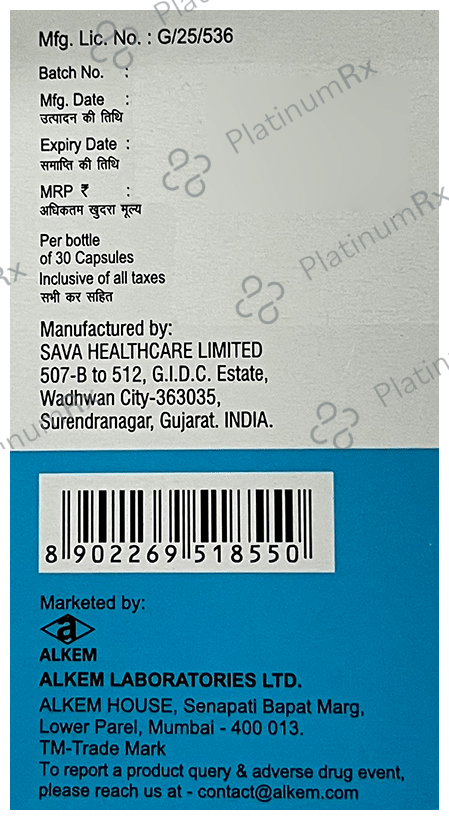 Mfg. Lic. No. : G/25/536
Batch No. :
Mfg. Date :
उत्पादन की तिथि
Expiry Date :
समाप्ति की तिथि
MRP ₹ :
अधिकतम खुदरा मूल्य
Per bottle
of 30 Capsules
Inclusive of all taxes
सभी कर सहित
Manufactured by:
SAVA HEALTHCARE LIMITED
507-B to 512, G.I.D.C. Estate,
Wadhwan City-363035,
Surendranagar, Gujarat. INDIA.
8 902269 518550
Marketed by:
a
ALKEM
ALKEM LABORATORIES LTD.
ALKEM HOUSE, Senapati Bapat Marg,
Lower Parel, Mumbai - 400 013.
TM-Trade Mark
To report a product query & adverse drug event,
please reach us at - contact@alkem.com
PlatinumRx
PlatinumRx
PlatinumRx
Platin
inumRx
Rx